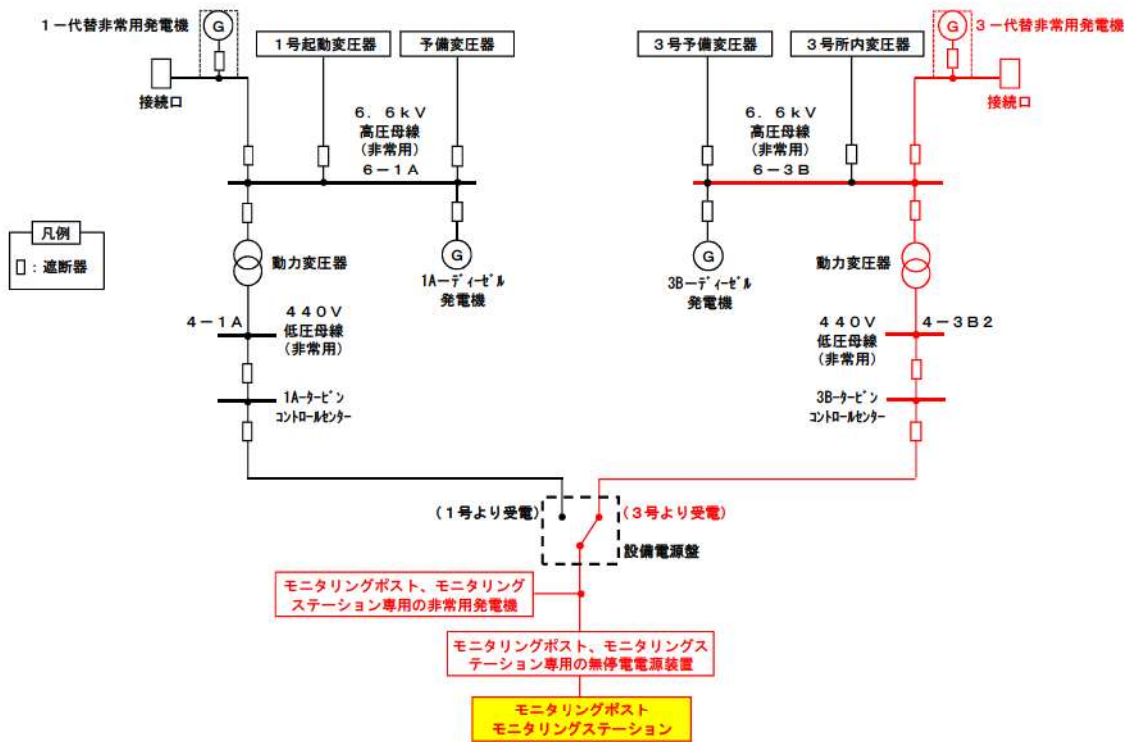 1-代替非常用発電機
G
接続口
1号起動変圧器
予備変圧器
6.6kV
高圧母線
(非常用)
6-1A
G
1A-ディーゼル
発電機
動力変圧器
4-1A
440V
低圧母線
(非常用)
1A-タービン
コントロールセンター
凡例
:遮断器
3号予備変圧器
3号所内変圧器
G
3-代替非常用発電機
接続口
6.6kV
高圧母線
(非常用)
6-3B
G
3B-ディーゼル
発電機
動力変圧器
440V
低圧母線
(非常用)
4-3B2
3B-タービン
コントロールセンター
(1号より受電)
(3号より受電)
設備電源盤
モニタリングポスト、モニタリング
ステーション専用の非常用発電機
モニタリングポスト、モニタリングス
テーション専用の無停電電源装置
モニタリングポスト
モニタリングステーション